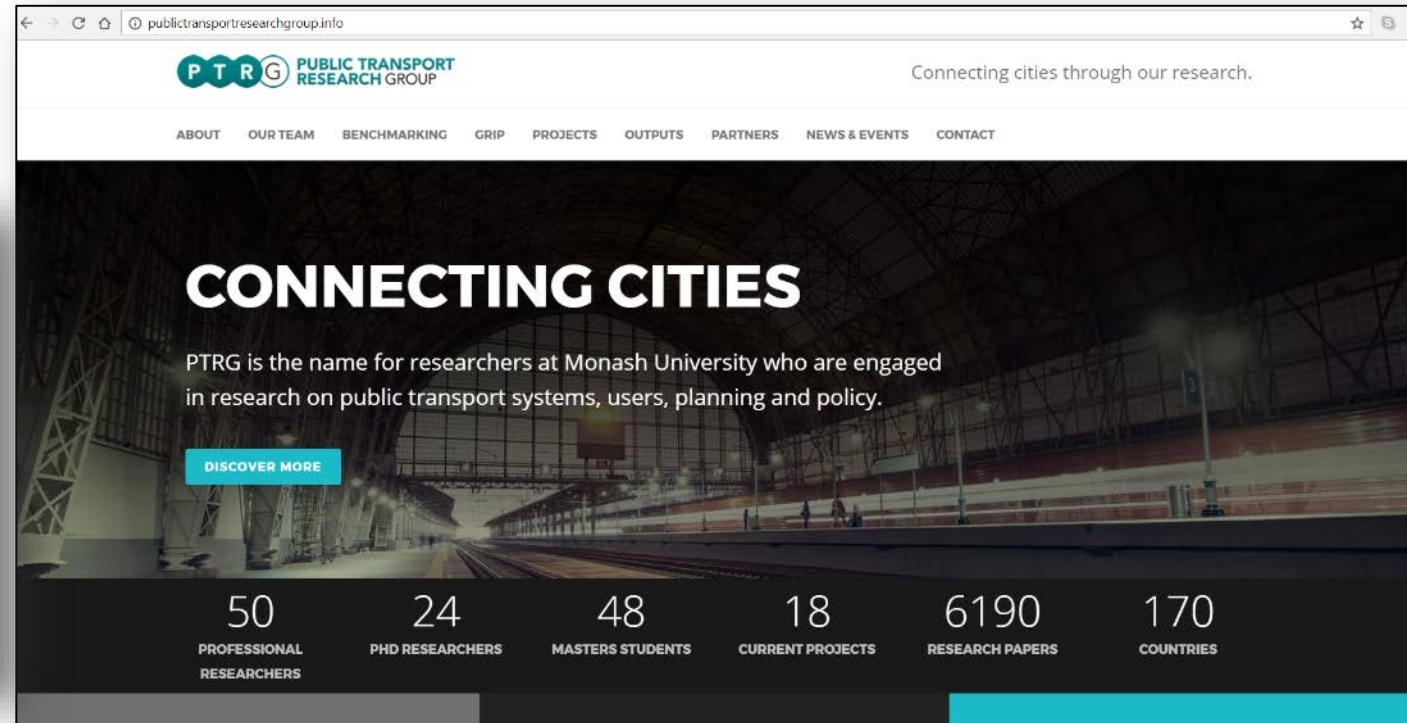 publictransportresearchgroup.info
PTRG PUBLIC TRANSPORT
RESEARCH GROUP
Connecting cities through our research.
ABOUT OUR TEAM BENCHMARKING GRIP PROJECTS OUTPUTS PARTNERS NEWS & EVENTS CONTACT
CONNECTING CITIES
PTRG is the name for researchers at Monash University who are engaged
in research on public transport systems, users, planning and policy.
DISCOVER MORE
50 24 48 18 6190 170
PROFESSIONAL PHD RESEARCHERS MASTERS STUDENTS CURRENT PROJECTS RESEARCH PAPERS COUNTRIES
RESEARCHERS